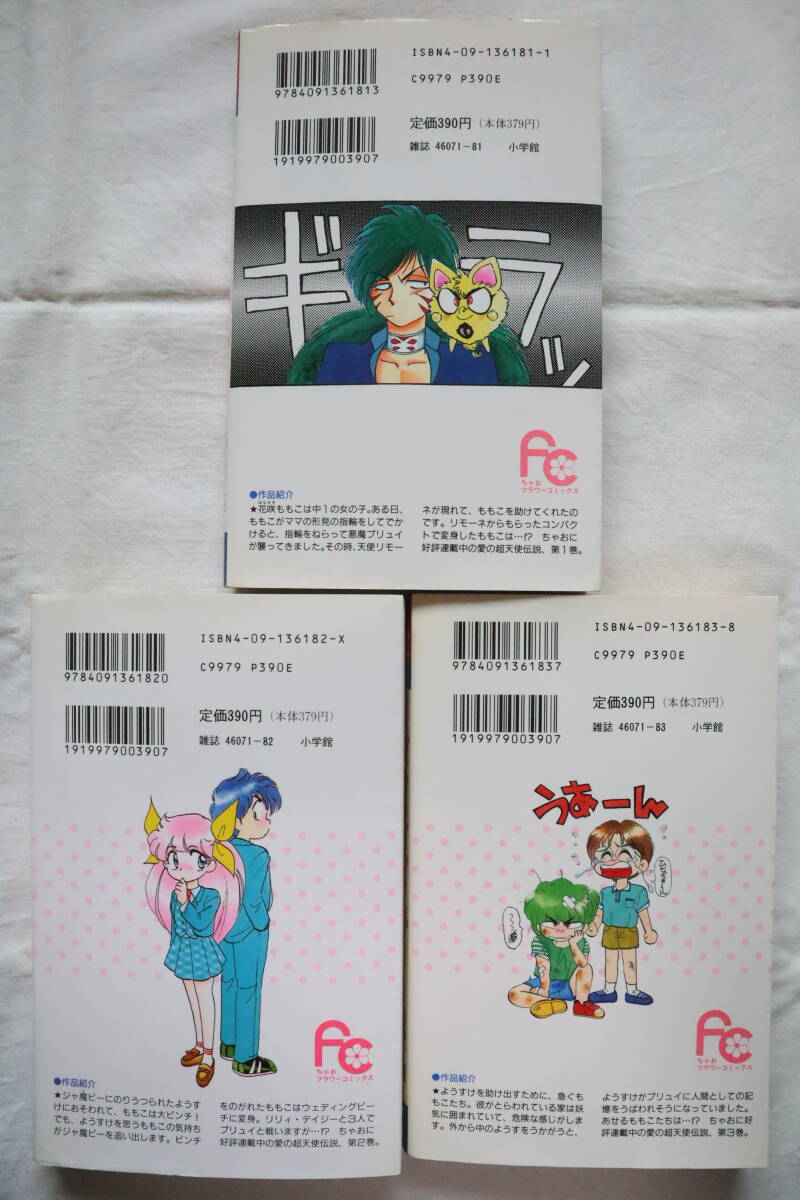 ISBN4-09-136181-1
C9979 P390E
9784091361813
定価390円（本体379円）
1919979003907
雑誌 46071-81 小学館
ギラッ
FC
ちゃお
フラワーコミックス
●作品紹介
はなさき
★花咲ももこは中1の女の子。ある日、
ももこがママの形見の指輪をしてでか
けると、指輪をねらって悪魔プリュイ
が襲ってきました。その時、天使リモー
ネが現れて、ももこを助けてくれたの
です。リモーネからもらったコンパク
トで変身したももこは…!? ちゃおに
好評連載中の愛の超天使伝説、第1巻。
ISBN4-09-136182-X
C9979 P390E
9784091361820
定価390円（本体379円）
1919979003907
雑誌 46071-82 小学館
FC
ちゃお
フラワーコミックス
●作品紹介
★ジャ魔ピーにのりうつられたようす
けにおそわれて、ももこは大ピンチ！
でも、ようすけを思うももこの気持ち
がジャ魔ピーを追い出します。ピンチ
をのがれたももこはウェディングピー
チに変身。リリィ・デイジーと3人で
プリュイと戦いますが…!? ちゃおに
好評連載中の愛の超天使伝説、第2巻。
ISBN4-09-136183-8
C9979 P390E
9784091361837
定価390円（本体379円）
1919979003907
雑誌 46071-83 小学館
うあーん
FC
ちゃお
フラワーコミックス
●作品紹介
★ようすけを助け出すために、急ぐも
もこたち。彼がとらわれている家は妖
気に囲まれていて、危険な感じがしま
す。外から中のようすをうかがうと、
ようすけがプリュイに人間としての記
憶をうばわれそうになっていました。
あせるももこたちは…!? ちゃおに好
評連載中の愛の超天使伝説、第3巻。